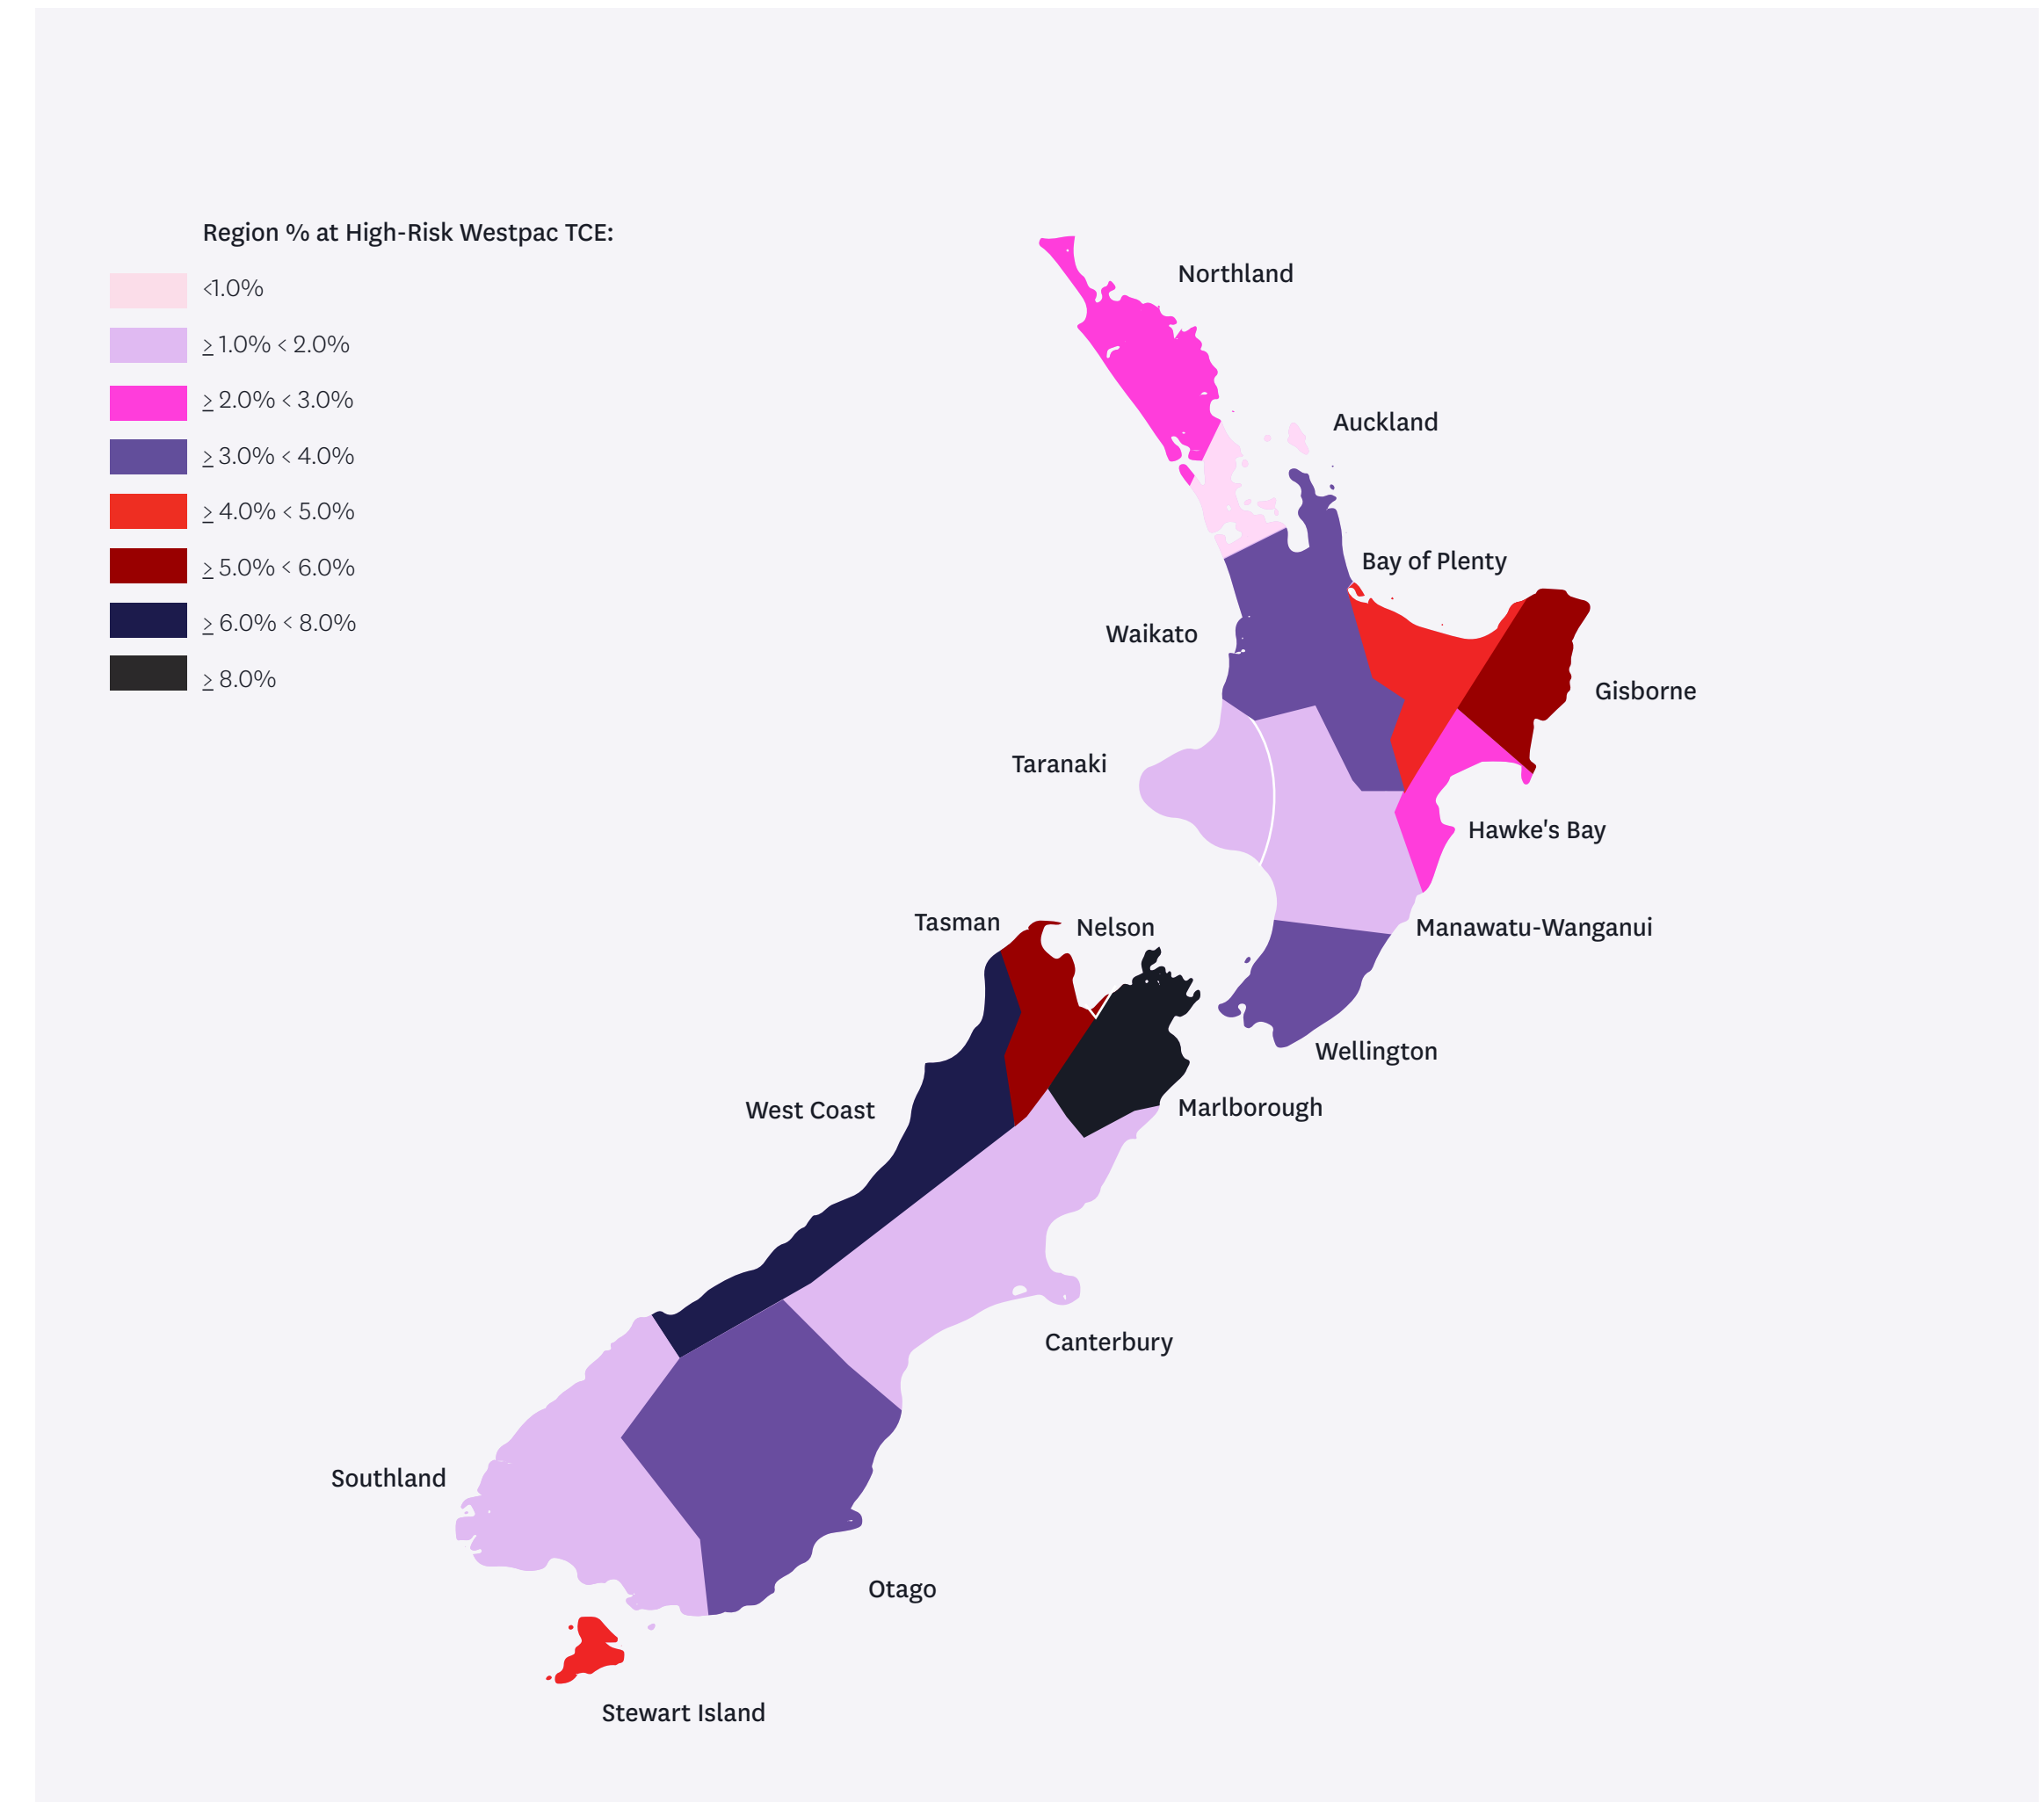 Region % at High-Risk Westpac TCE:
<1.0%
≥ 1.0% < 2.0%
≥ 2.0% < 3.0%
≥ 3.0% < 4.0%
≥ 4.0% < 5.0%
≥ 5.0% < 6.0%
≥ 6.0% < 8.0%
≥ 8.0%
Northland
Auckland
Bay of Plenty
Waikato
Gisborne
Taranaki
Hawke's Bay
Tasman
Nelson
Manawatu-Wanganui
Wellington
West Coast
Marlborough
Canterbury
Southland
Otago
Stewart Island